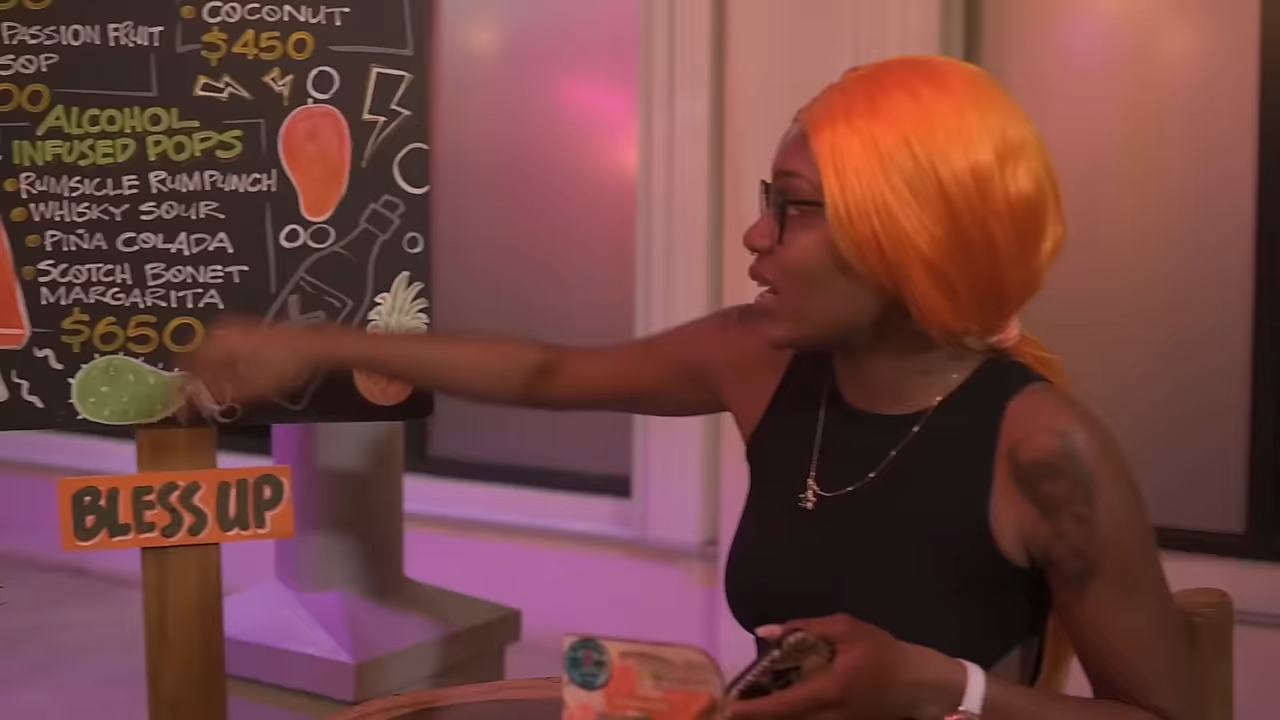 COCONUT
$450
PASSION FRUIT
SOP
00
ALCOHOL
INFUSED POPS
• RUMSICLE RUMPUNCH
• WHISKY SOUR
• PIÑA COLADA
• SCOTCH BONET
MARGARITA
$650
BLESS UP